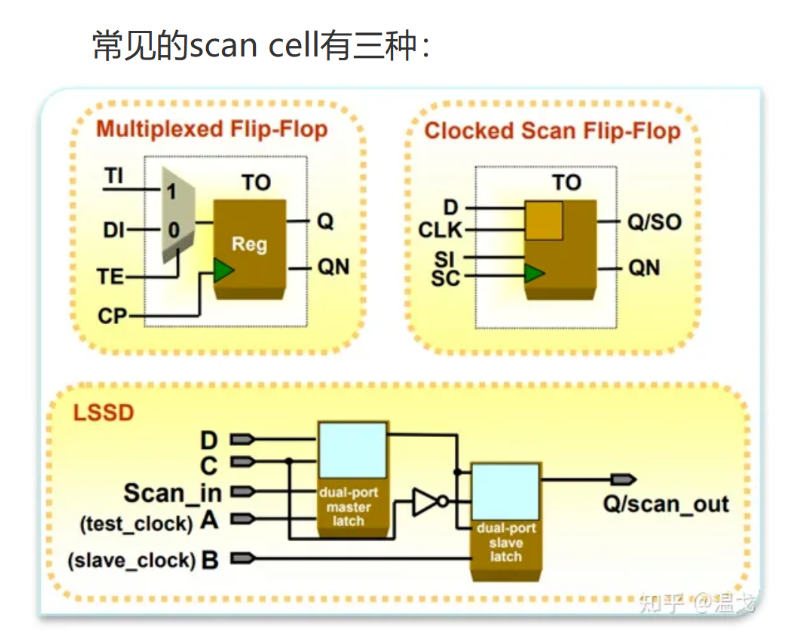 常见的scan cell有三种：
Multiplexed Flip-Flop
TI
1
TO
DI
0
Reg
Q
TE
QN
CP
Clocked Scan Flip-Flop
TO
D
CLK
Q/SO
SI
SC
QN
LSSD
D
C
Scan_in
(test_clock) A
(slave_clock) B
dual-port
master
latch
dual-port
slave
latch
Q/scan_out
知乎 @温戈